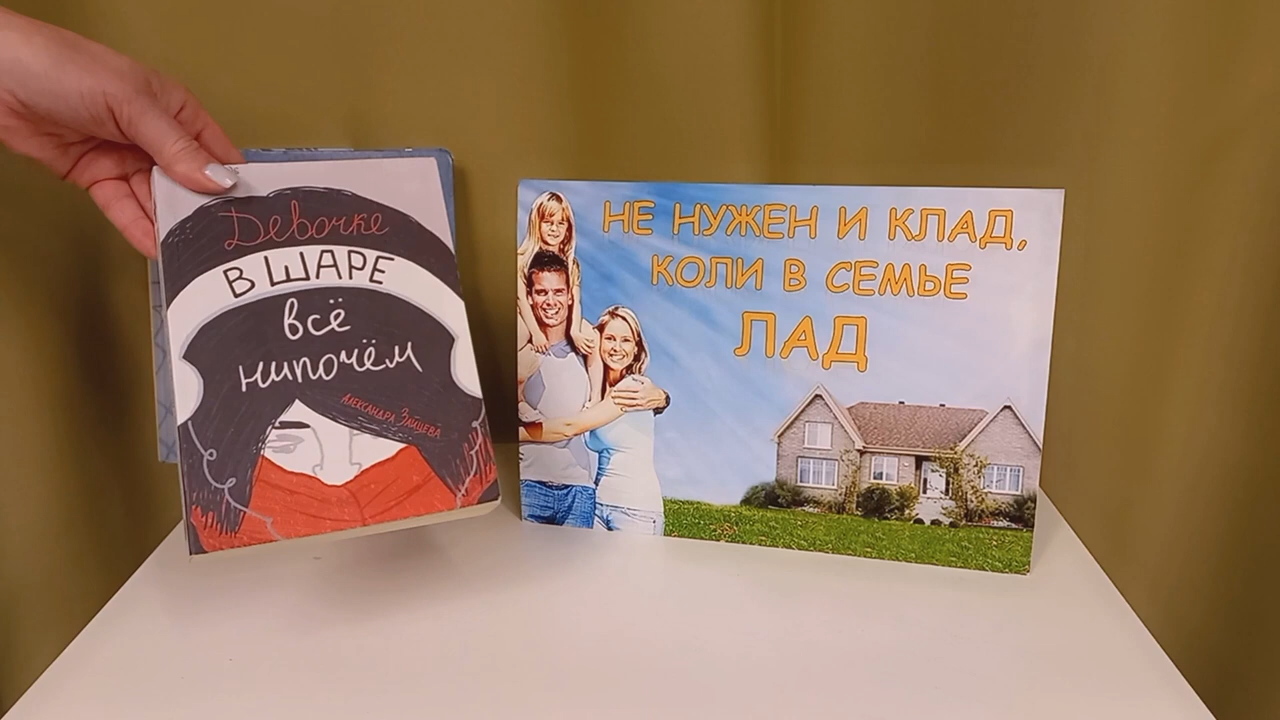 Девочке
В ШАРЕ
всё
нипочём
АЛЕКСАНДРА ЗАЙЦЕВА
НЕ НУЖЕН И КЛАД,
КОЛИ В СЕМЬЕ
ЛАД